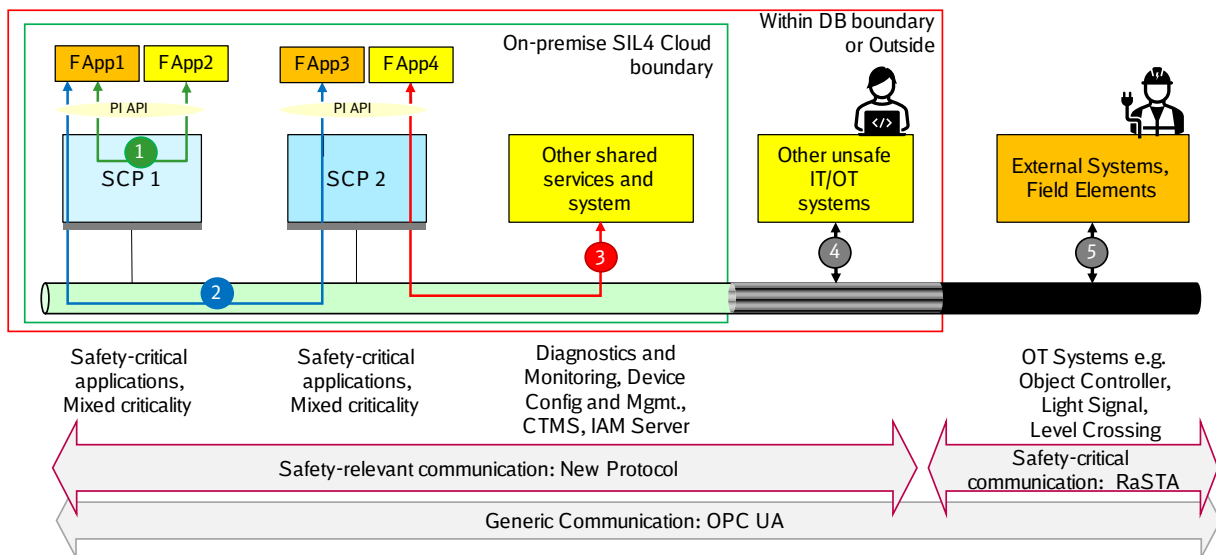 Within DB boundary
or Outside
On-premise SIL4 Cloud
boundary
FApp1
FApp2
FApp3
FApp4
PI API
PI API
</>
1
SCP 1
SCP 2
Other shared
services and
system
Other unsafe
IT/OT
systems
External Systems,
Field Elements
3
4
5
2
Safety-critical
applications,
Mixed criticality
Safety-critical
applications,
Mixed criticality
Diagnostics and
Monitoring, Device
Config and Mgmt.,
CTMS, IAM Server
OT Systems e.g.
Object Controller,
Light Signal,
Level Crossing
Safety-relevant communication: New Protocol
Safety-critical
communication: RaSTA
Generic Communication: OPC UA